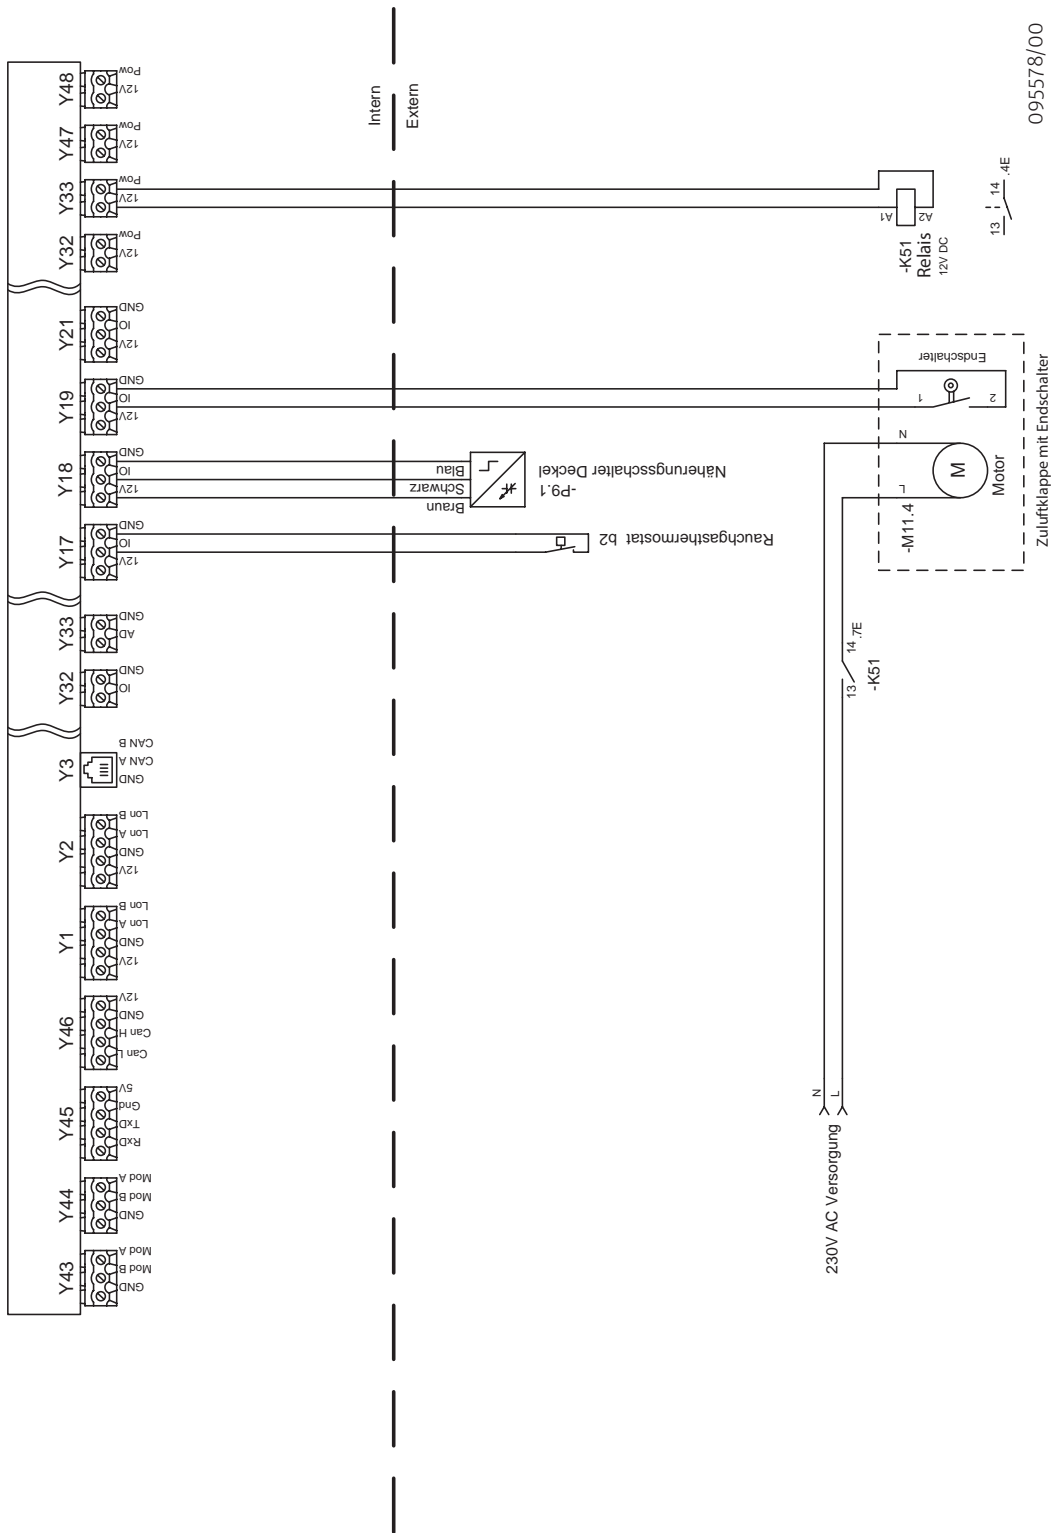 Y48
Pow
12V
Y47
Pow
12V
Y33
Pow
12V
Y32
Pow
12V
Y21
GND
IO
12V
Y19
GND
IO
12V
Y18
GND
IO
12V
Y17
GND
IO
12V
Y33
GND
AD
Y32
GND
IO
Y3
CAN B
CAN A
GND
Y2
Lon B
Lon A
GND
12V
Y1
Lon B
Lon A
GND
12V
Y46
12V
GND
Can H
Can L
Y45
5V
Gnd
TxD
RxD
Y44
Mod A
Mod B
GND
Y43
Mod A
Mod B
GND
Intern
Extern
Blau
Schwarz
Braun
-P9.1
Näherungsschalter Deckel
Rauchgasthermostat b2
A1
A2
-K51
Relais
12V DC
13
14
.4E
Endschalter
1
2
N
L
M
Motor
-M11.4
Zuluftklappe mit Endschalter
13
14
.7E
-K51
N
L
230V AC Versorgung
095578/00